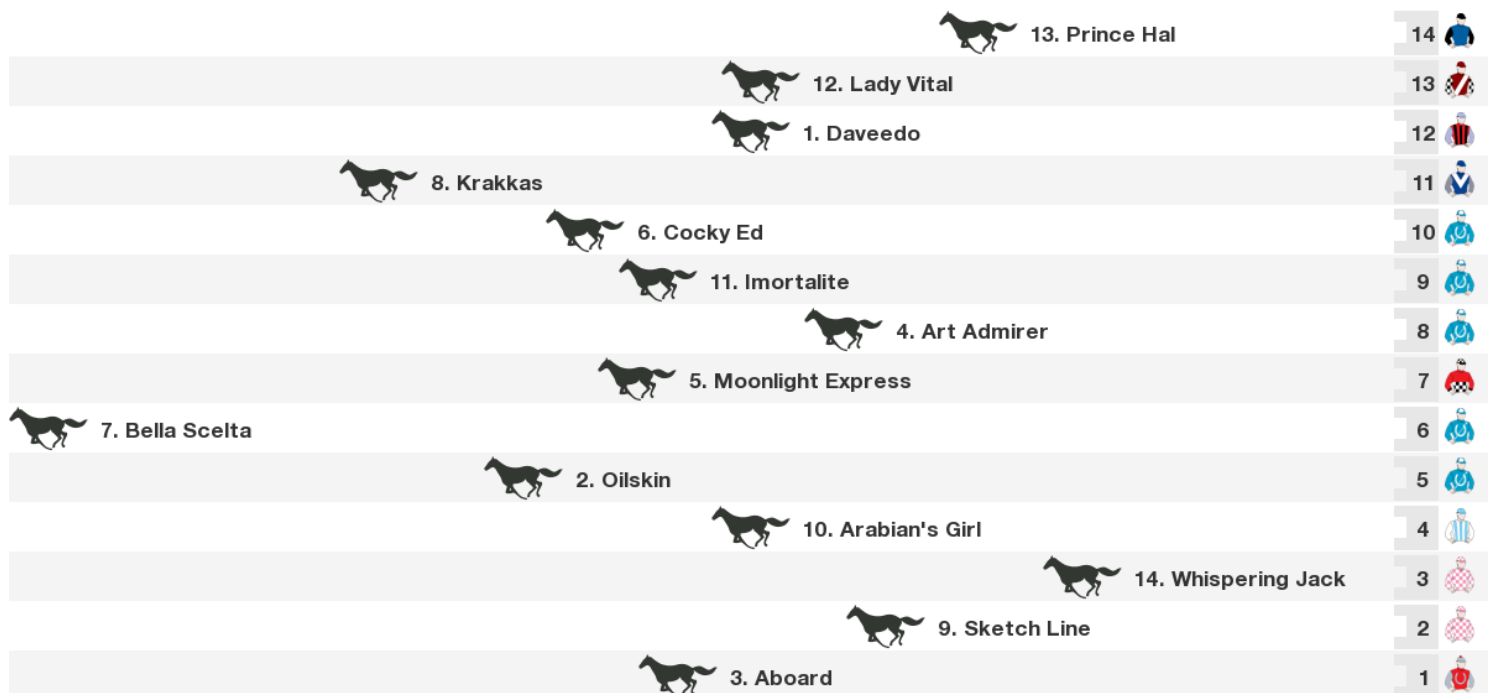 13. Prince Hal 14
12. Lady Vital 13
1. Daveedo 12
8. Krakkas 11
6. Cocky Ed 10
11. Imortalite 9
4. Art Admirer 8
5. Moonlight Express 7
7. Bella Scelta 6
2. Oilskin 5
10. Arabian's Girl 4
14. Whispering Jack 3
9. Sketch Line 2
3. Aboard 1